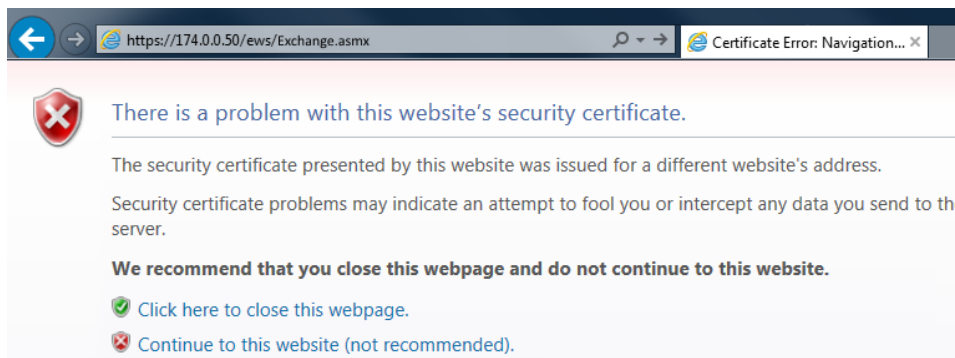 https://174.0.0.50/ews/Exchange.asmx
Certificate Error: Navigation...
There is a problem with this website's security certificate.
The security certificate presented by this website was issued for a different website's address.
Security certificate problems may indicate an attempt to fool you or intercept any data you send to th
server.
We recommend that you close this webpage and do not continue to this website.
Click here to close this webpage.
Continue to this website (not recommended).